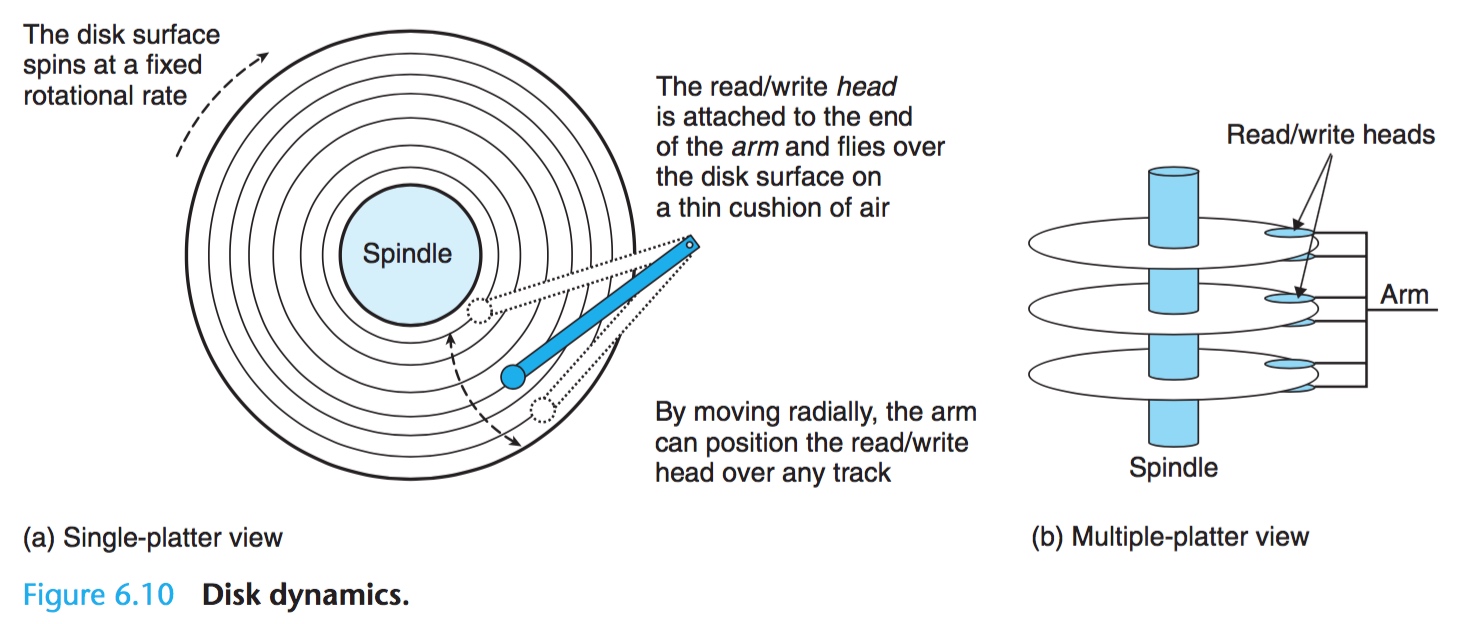 The disk surface
spins at a fixed
rotational rate
Spindle
The read/write head
is attached to the end
of the arm and flies over
the disk surface on
a thin cushion of air
By moving radially, the arm
can position the read/write
head over any track
(a) Single-platter view
Read/write heads
Arm
Spindle
(b) Multiple-platter view
Figure 6.10 Disk dynamics.